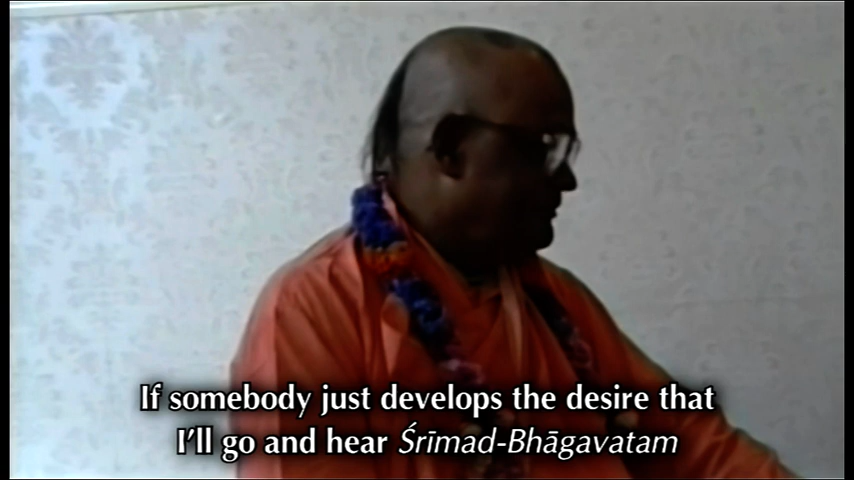 If somebody just develops the desire that
I'll go and hear Śrīmad-Bhāgavatam